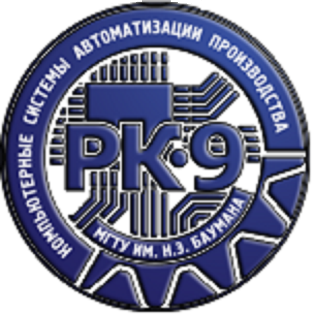 КОМПЬЮТЕРНЫЕ СИСТЕМЫ АВТОМАТИЗАЦИИ ПРОИЗВОДСТВА
РК·9
МГТУ ИМ. Н.Э. БАУМАНА